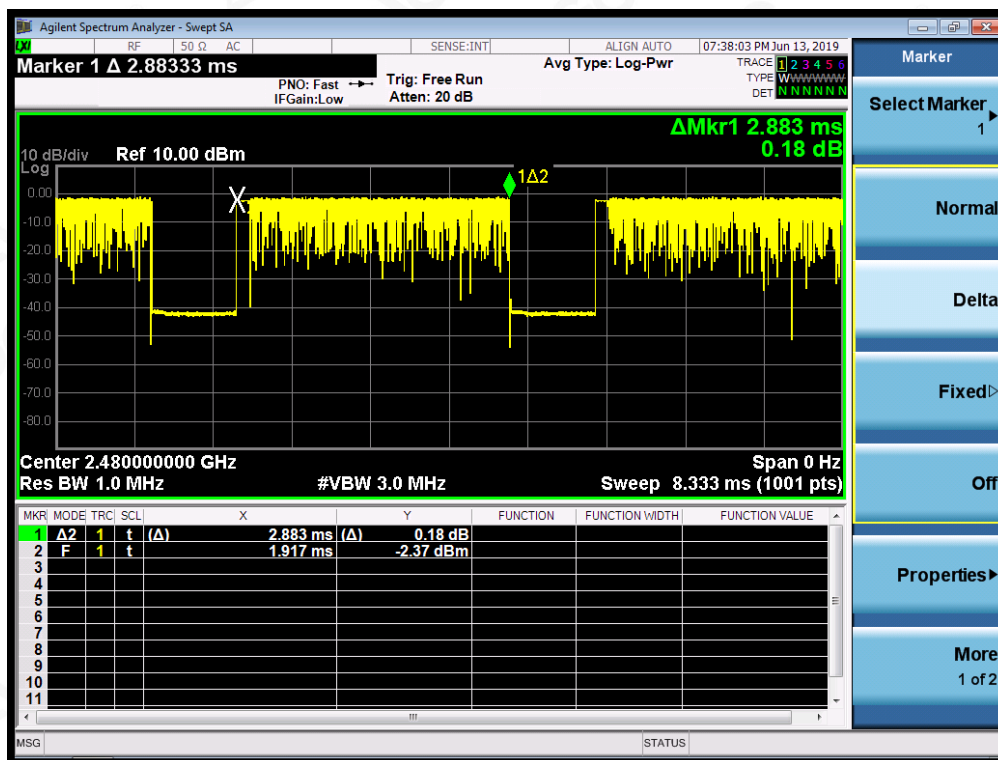 Agilent Spectrum Analyzer - Swept SA
LXI RF 50 Ω AC SENSE:INT ALIGN AUTO 07:38:03 PM Jun 13, 2019
Marker 1 Δ 2.88333 ms
PNO: Fast
IFGain:Low
Trig: Free Run
Atten: 20 dB
Avg Type: Log-Pwr
TRACE 1 2 3 4 5 6
TYPE WWWWWW
DET N N N N N N
ΔMkr1 2.883 ms
0.18 dB
10 dB/div Ref 10.00 dBm
Log
0.00
-10.0
-20.0
-30.0
-40.0
-50.0
-60.0
-70.0
-80.0
X
1Δ2
Center 2.480000000 GHz Span 0 Hz
Res BW 1.0 MHz #VBW 3.0 MHz Sweep 8.333 ms (1001 pts)
MKR MODE TRC SCL X Y FUNCTION FUNCTION WIDTH FUNCTION VALUE
1 Δ2 1 t (Δ) 2.883 ms (Δ) 0.18 dB
2 F 1 t 1.917 ms -2.37 dBm
3
4
5
6
7
8
9
10
11
MSG STATUS
Marker
Select Marker
1
Normal
Delta
Fixed
Off
Properties
More
1 of 2